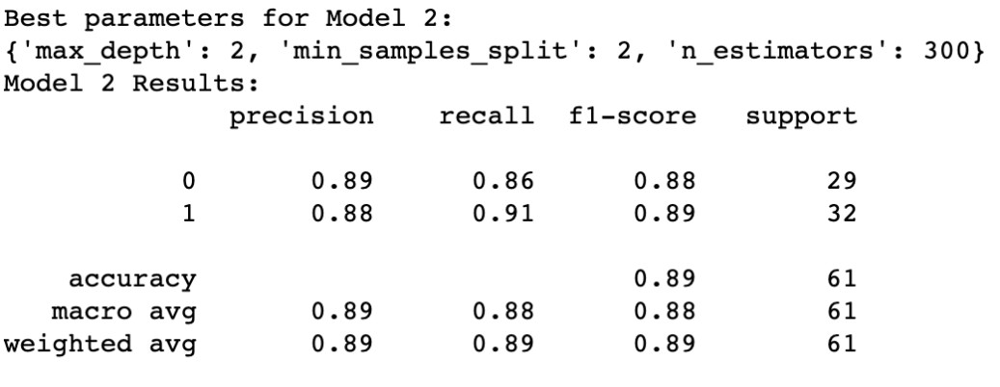 Best parameters for Model 2:
{'max_depth': 2, 'min_samples_split': 2, 'n_estimators': 300}
Model 2 Results:
precision recall f1-score support
0 0.89 0.86 0.88 29
1 0.88 0.91 0.89 32
accuracy 0.89 61
macro avg 0.89 0.88 0.88 61
weighted avg 0.89 0.89 0.89 61